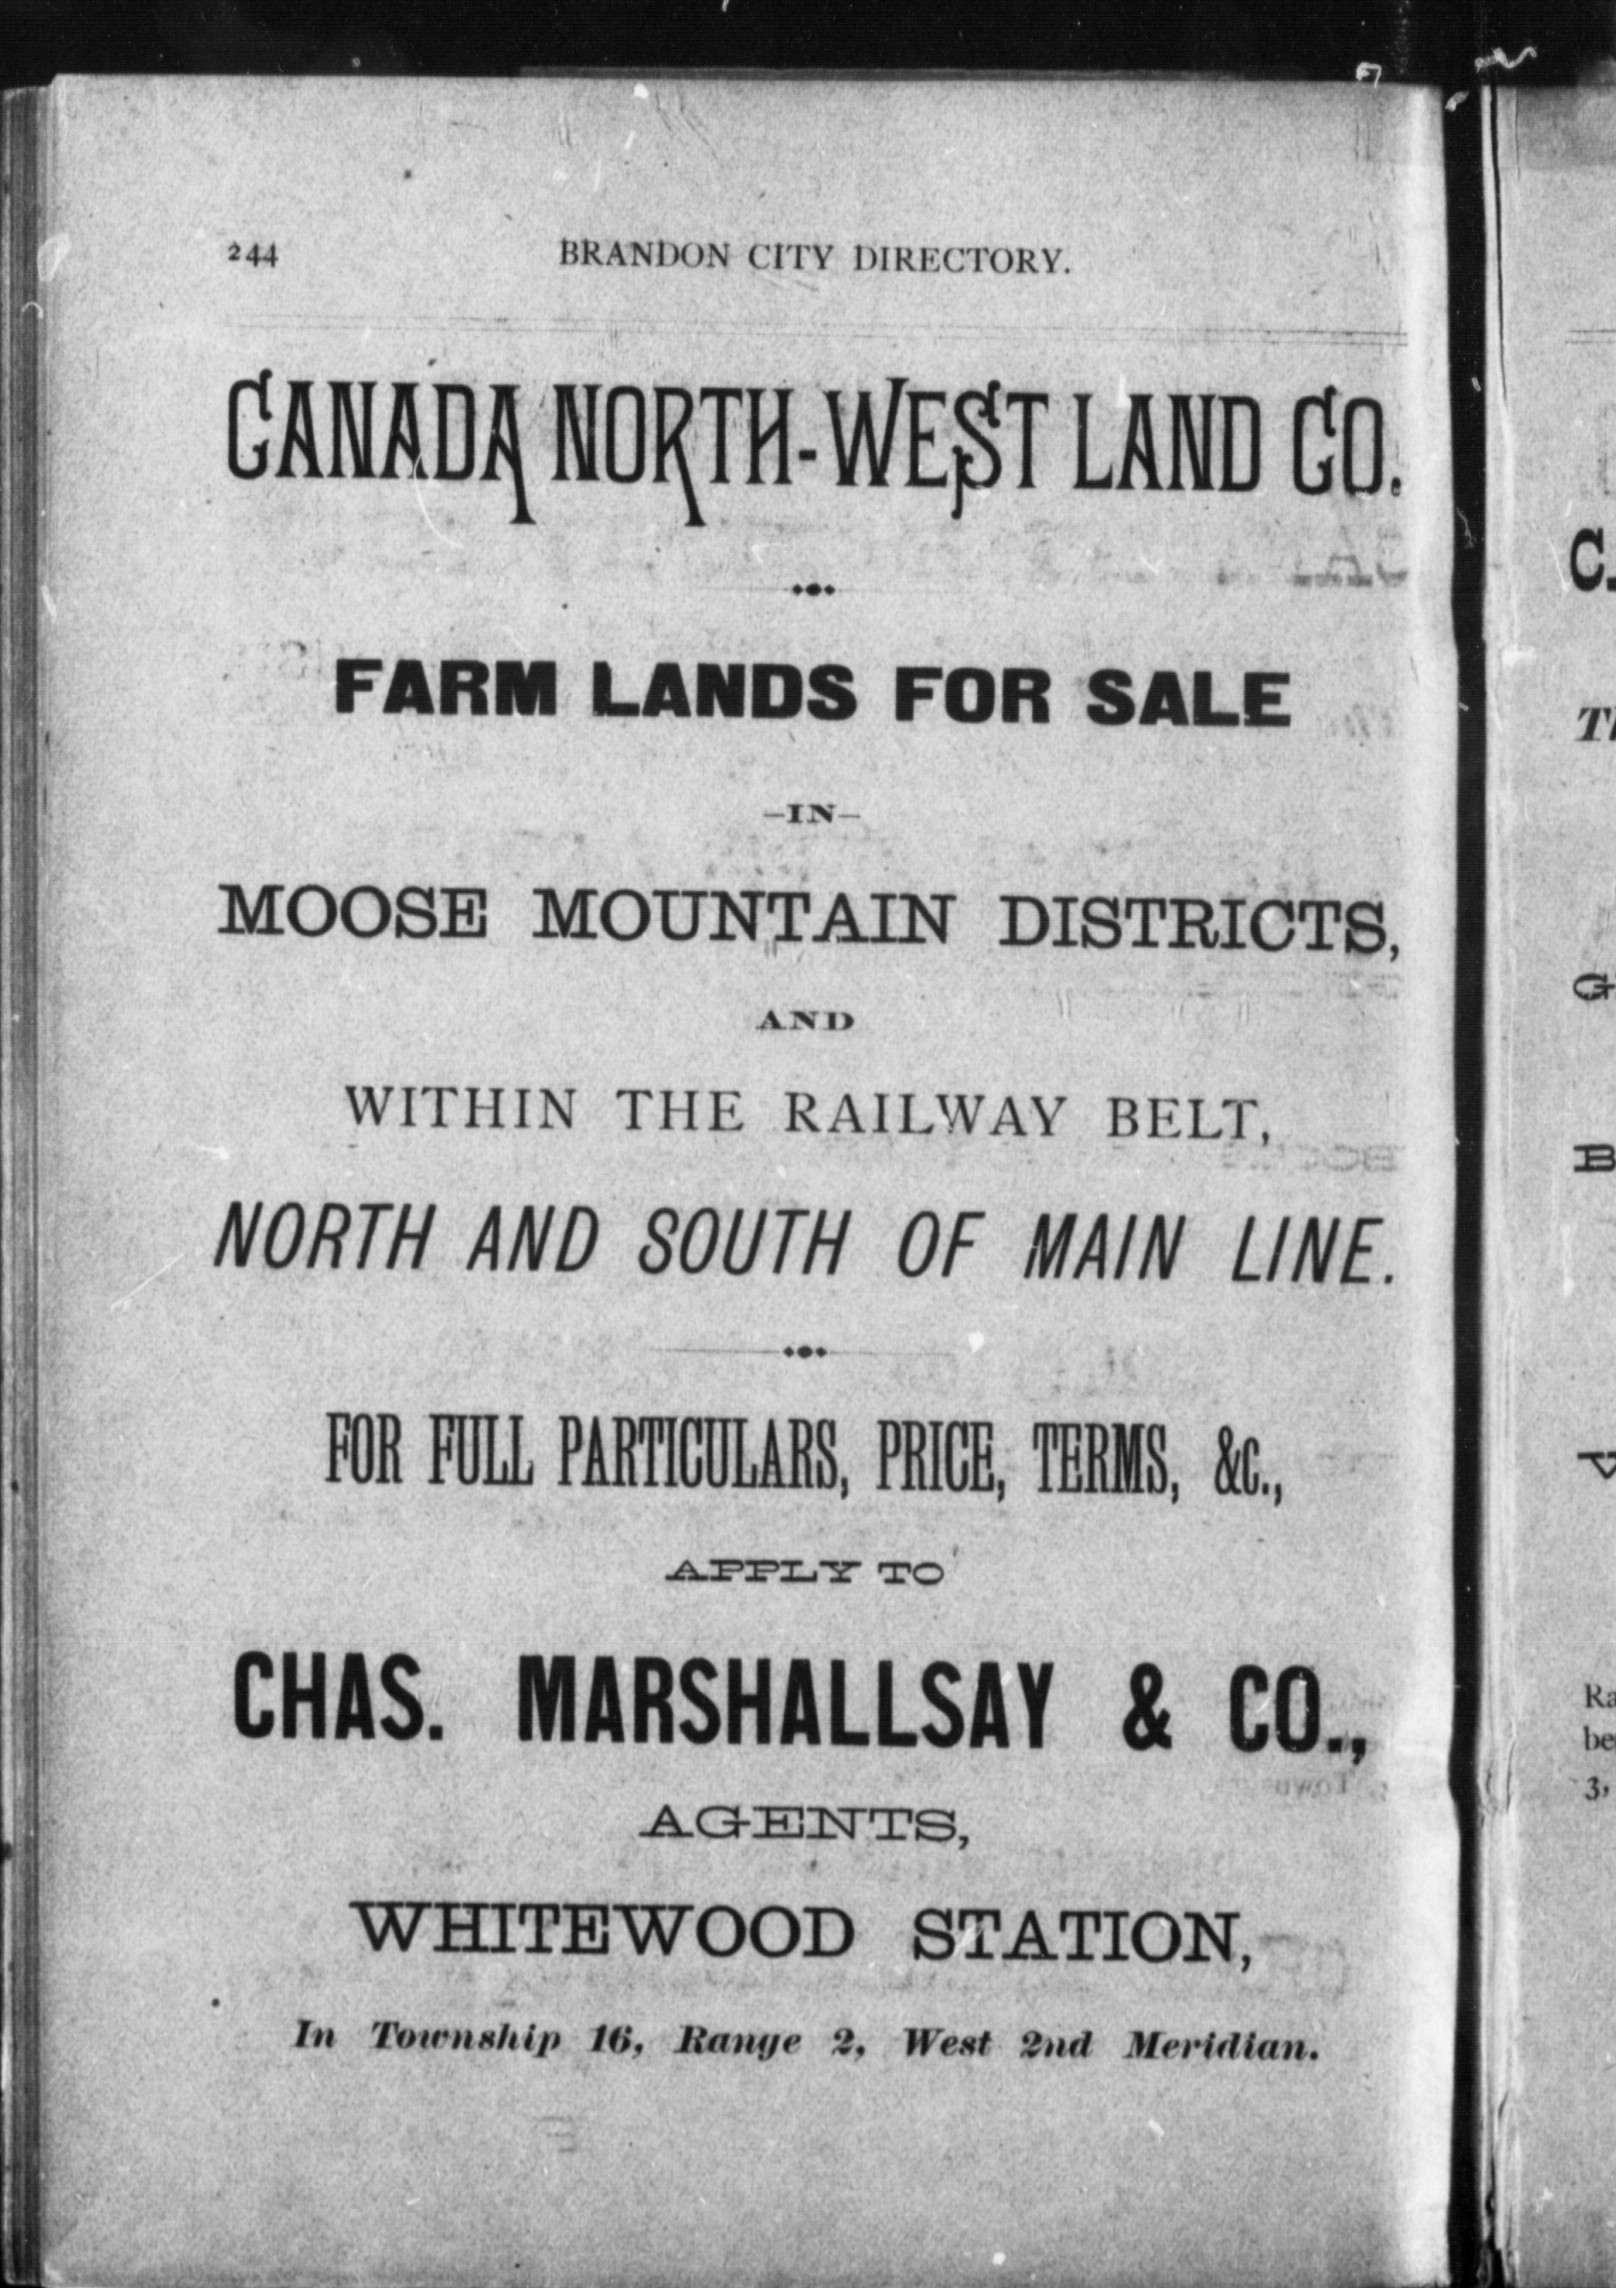 244 BRANDON CITY DIRECTORY.
CANADA NORTH-WEST LAND CO.
FARM LANDS FOR SALE
–IN–
MOOSE MOUNTAIN DISTRICTS,
AND
WITHIN THE RAILWAY BELT,
NORTH AND SOUTH OF MAIN LINE.
FOR FULL PARTICULARS, PRICE, TERMS, &C.,
APPLY TO
CHAS. MARSHALLSAY & CO.,
AGENTS,
WHITEWOOD STATION,
In Township 16, Range 2, West 2nd Meridian.